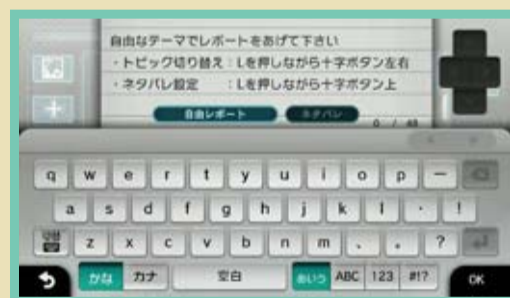 自由なテーマでレポートをあげて下さい
・トピック切り替え：Lを押しながら十字ボタン左右
・ネタバレ設定　：Lを押しながら十字ボタン上
自由レポート ネタバレ
q w e r t y u i o p ー
a s d f g h j k l ・ !
z x c v b n m 、 。 ?
かな カナ 空白 あいう ABC 123 #!? OK